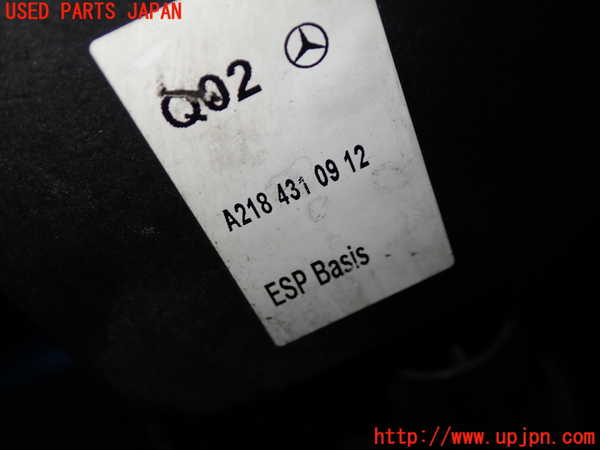 USED PARTS JAPAN
Q02
A218 431 09 12
ESP Basis
http://www.upjpn.com/